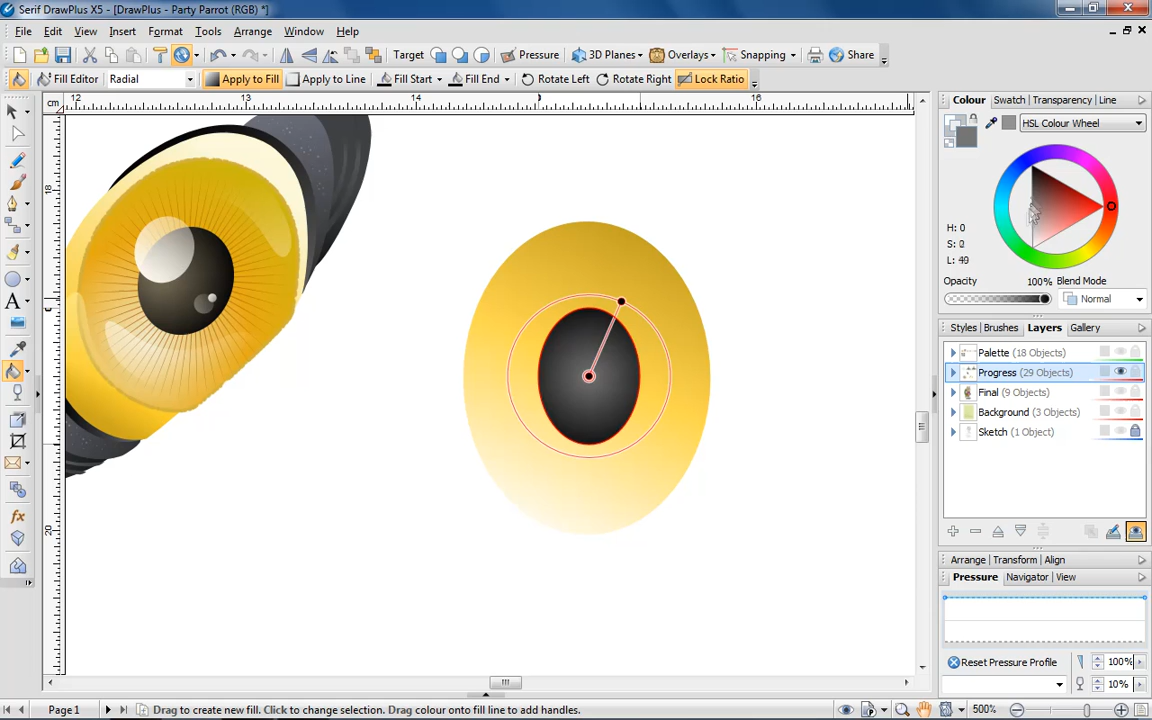 Serif DrawPlus X5 - [DrawPlus - Party Parrot (RGB) *]
File Edit View Insert Format Tools Arrange Window Help
Target Pressure 3D Planes Overlays Snapping Share
Fill Editor Radial Apply to Fill Apply to Line Fill Start Fill End Rotate Left Rotate Right Lock Ratio
cm 12 13 14 16
Colour Swatch Transparency Line
HSL Colour Wheel
18
H: 0
S: 0
L: 49
Opacity 100% Blend Mode
Normal
Styles Brushes Layers Gallery
Palette (18 Objects)
Progress (29 Objects)
Final (9 Objects)
Background (3 Objects)
Sketch (1 Object)
20
Arrange Transform Align
Pressure Navigator View
Reset Pressure Profile 100%
10%
Page 1 Drag to create new fill. Click to change selection. Drag colour onto fill line to add handles. 500%